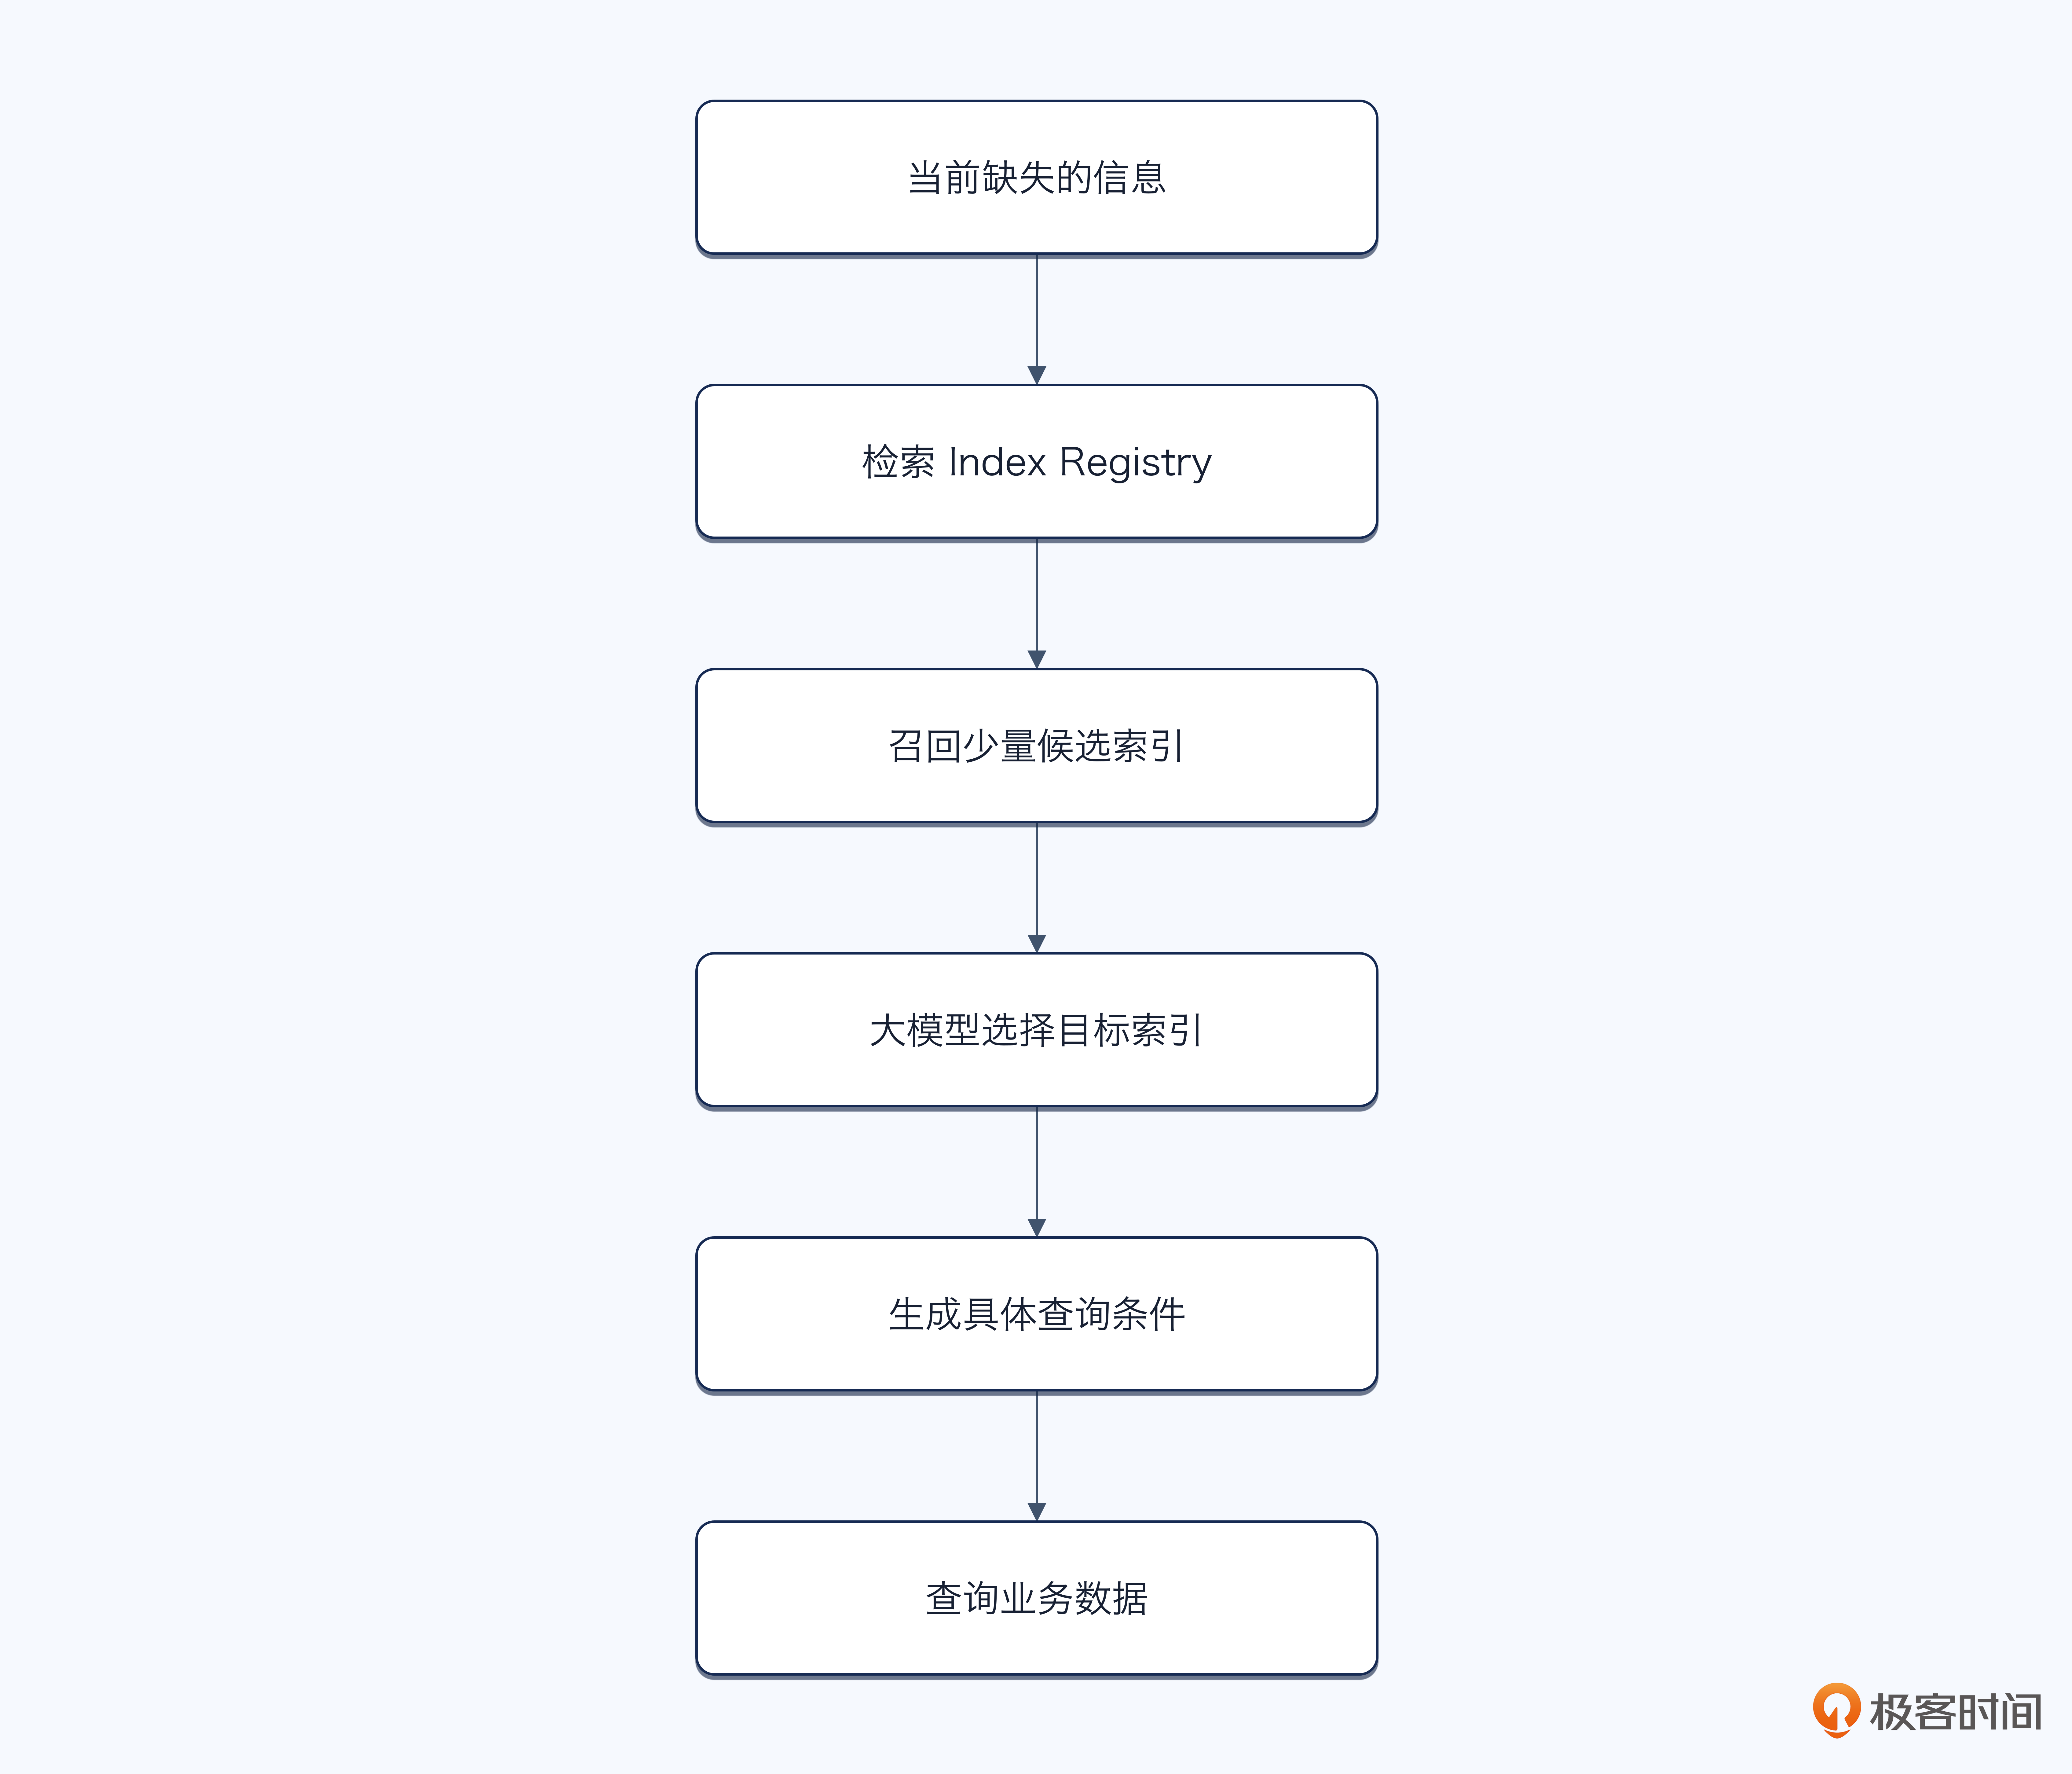 当前缺失的信息
检索 Index Registry
召回少量候选索引
大模型选择目标索引
生成具体查询条件
查询业务数据
极客时间